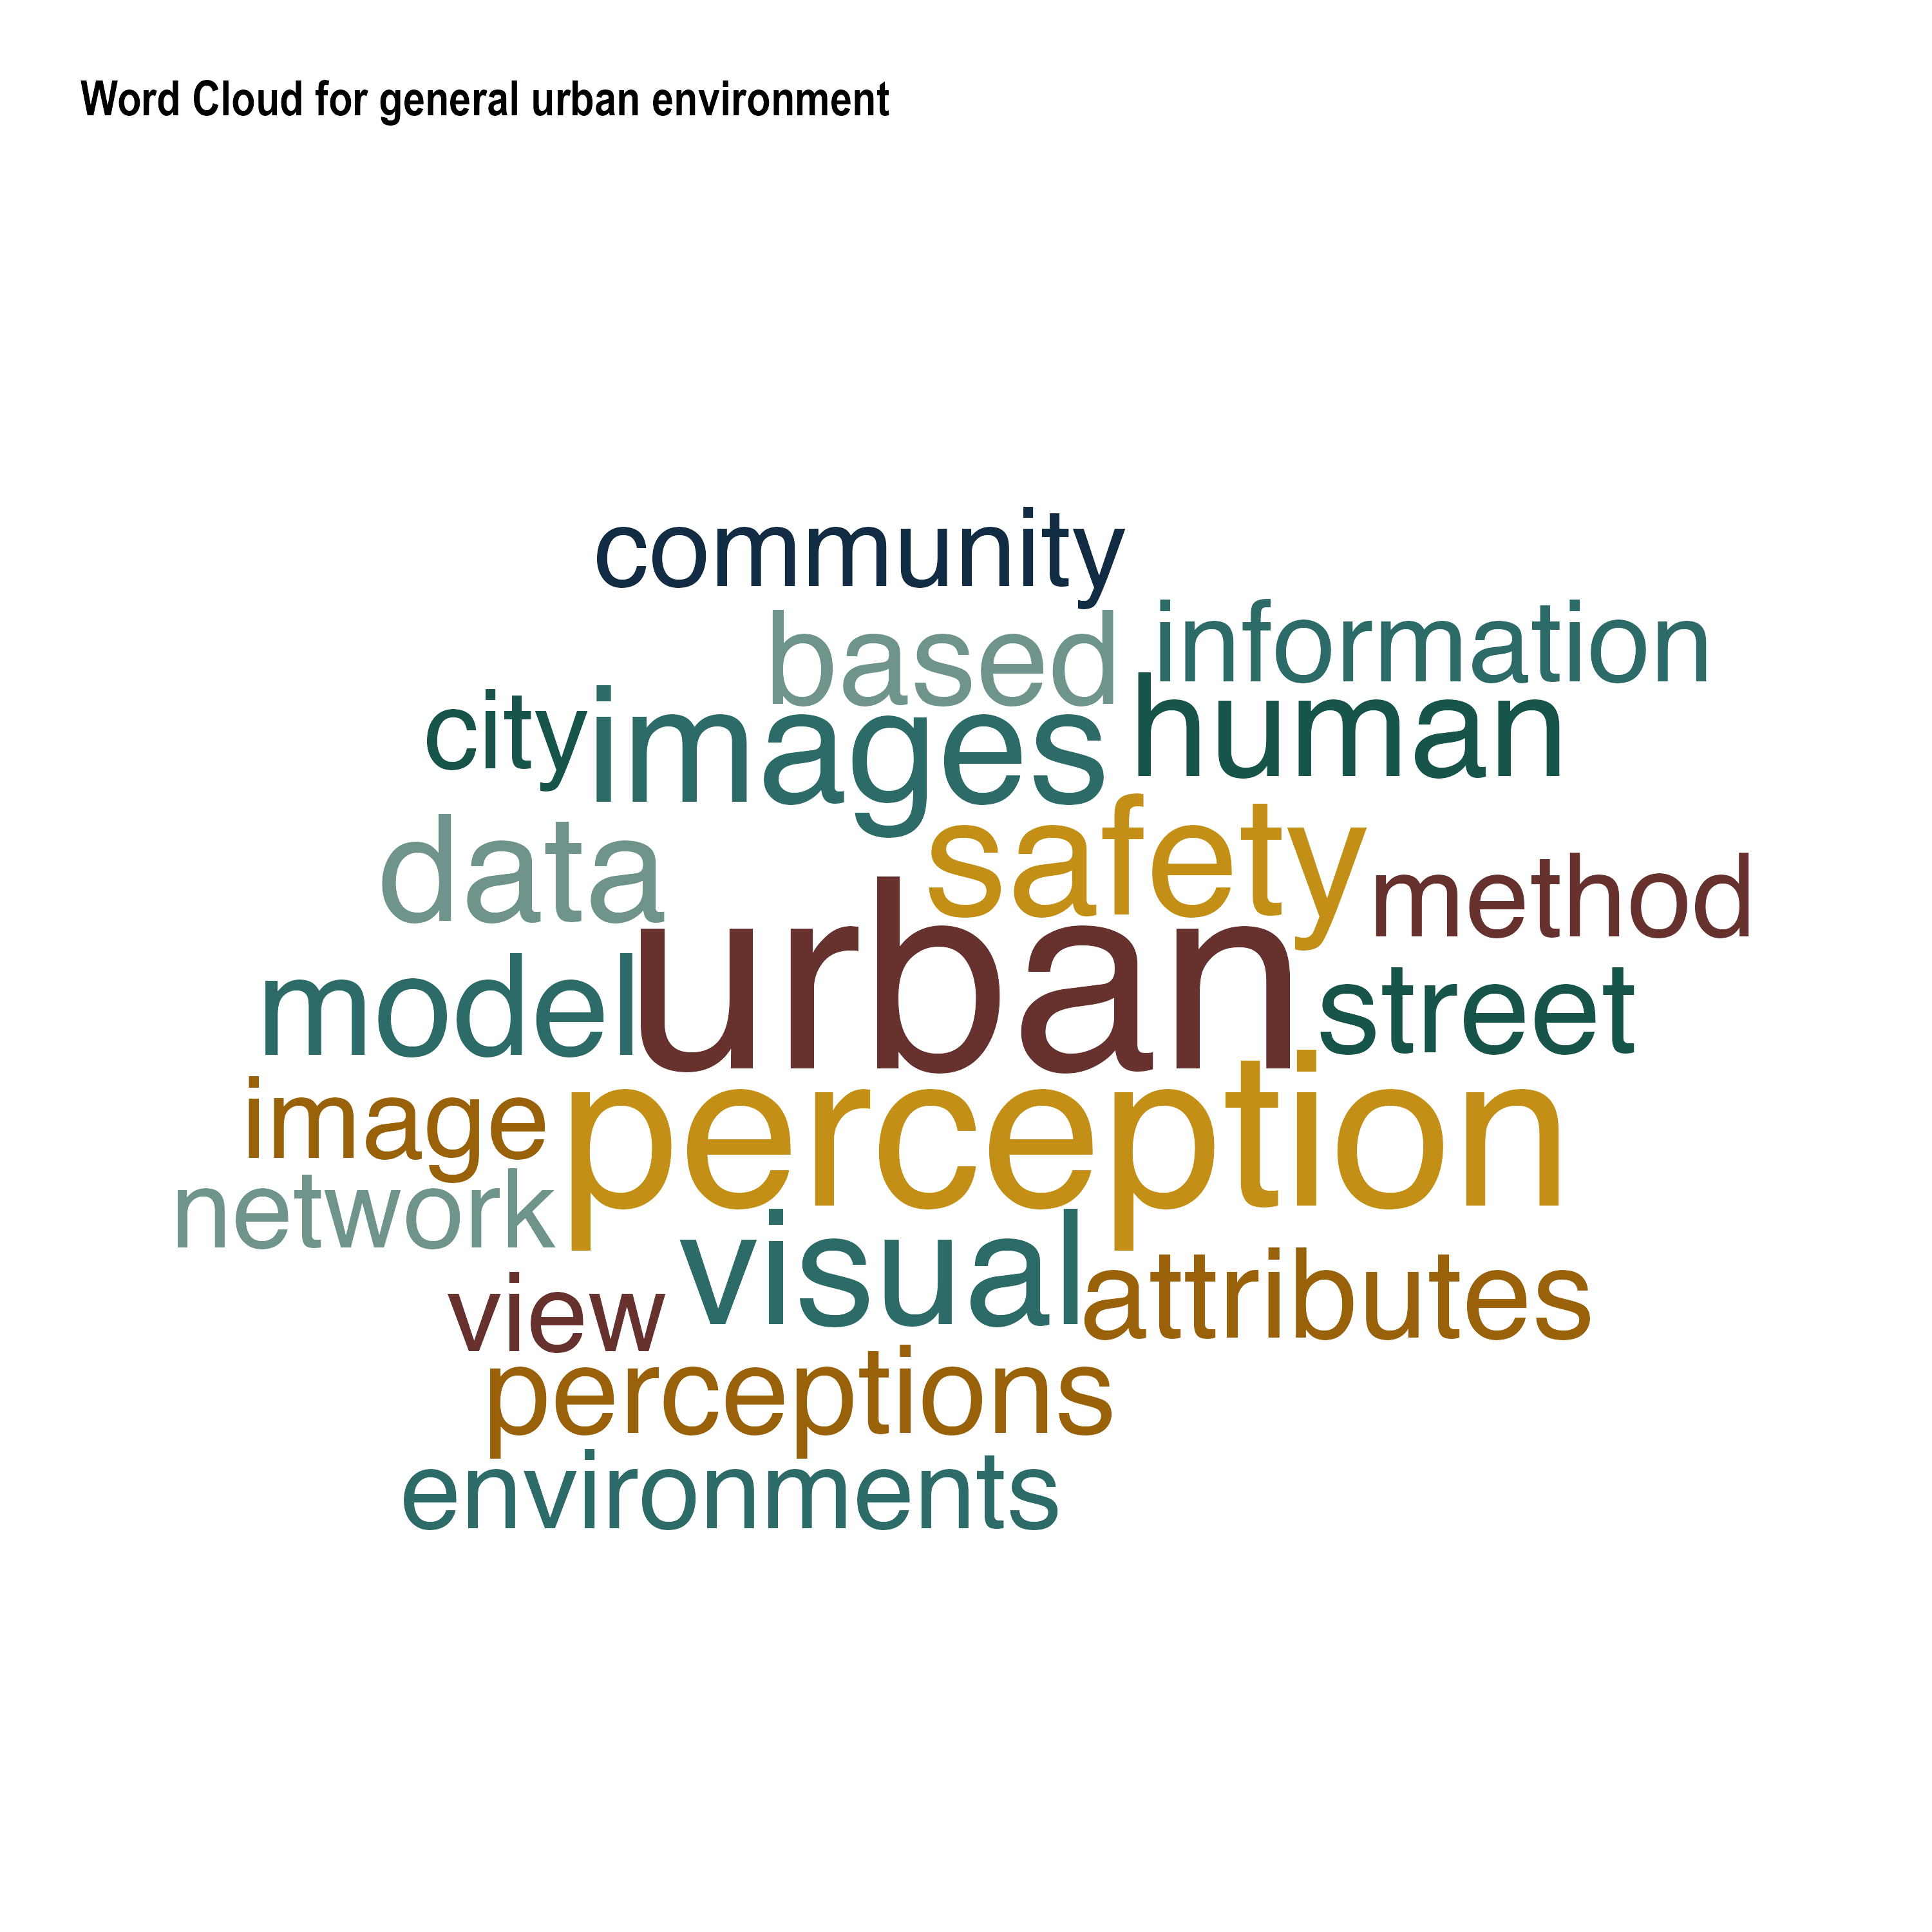 Word Cloud for general urban environment
community
based information
city images human
data safety method
model urban street
image perception
network
view visual attributes
perceptions
environments